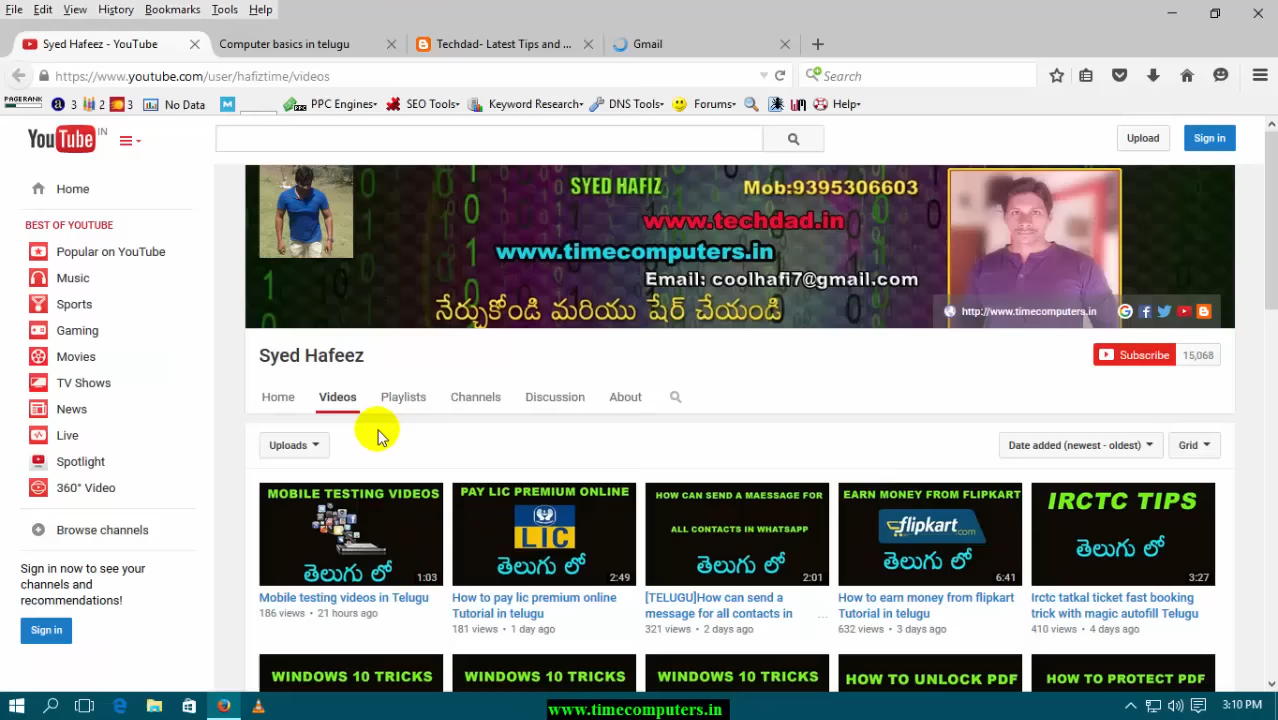 File Edit View History Bookmarks Tools Help
Syed Hafeez - YouTube
Computer basics in telugu
Techdad- Latest Tips and ...
Gmail
https://www.youtube.com/user/hafiztime/videos
Search
PAGERANK
3
2
3
No Data
PPC Engines
SEO Tools
Keyword Research
DNS Tools
Forums
Help
YouTube IN
Upload
Sign in
Home
BEST OF YOUTUBE
Popular on YouTube
Music
Sports
Gaming
Movies
TV Shows
News
Live
Spotlight
360° Video
Browse channels
Sign in now to see your
channels and
recommendations!
Sign in
SYED HAFIZ
Mob:9395306603
www.techdad.in
www.timecomputers.in
Email: coolhafi7@gmail.com
నేర్చుకోండి మరియు షేర్ చేయండి
http://www.timecomputers.in
Syed Hafeez
Subscribe 15,068
Home Videos Playlists Channels Discussion About
Uploads
Date added (newest - oldest)
Grid
MOBILE TESTING VIDEOS
తెలుగు లో
1:03
Mobile testing videos in Telugu
186 views • 21 hours ago
PAY LIC PREMIUM ONLINE
LIC
తెలుగు లో
2:49
How to pay lic premium online
Tutorial in telugu
181 views • 1 day ago
HOW CAN SEND A MAESSAGE FOR
ALL CONTACTS IN WHATSAPP
తెలుగు లో
2:01
[TELUGU]How can send a
message for all contacts in ...
321 views • 2 days ago
EARN MONEY FROM FLIPKART
flipkart.com
తెలుగు లో
6:41
How to earn money from flipkart
Tutorial in telugu
632 views • 3 days ago
IRCTC TIPS
తెలుగు లో
3:27
Irctc tatkal ticket fast booking
trick with magic autofill Telugu
410 views • 4 days ago
WINDOWS 10 TRICKS
WINDOWS 10 TRICKS
WINDOWS 10 TRICKS
HOW TO UNLOCK PDF
HOW TO PROTECT PDF
www.timecomputers.in
3:10 PM